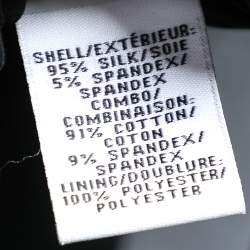 SHELL/EXTÉRIEUR:
95% SILK/SOIE
5% SPANDEX/
SPANDEX
COMBO/
COMBINAISON:
91% COTTON/
COTON
9% SPANDEX/
SPANDEX
LINING/DOUBLURE:
100% POLYESTER/
POLYESTER